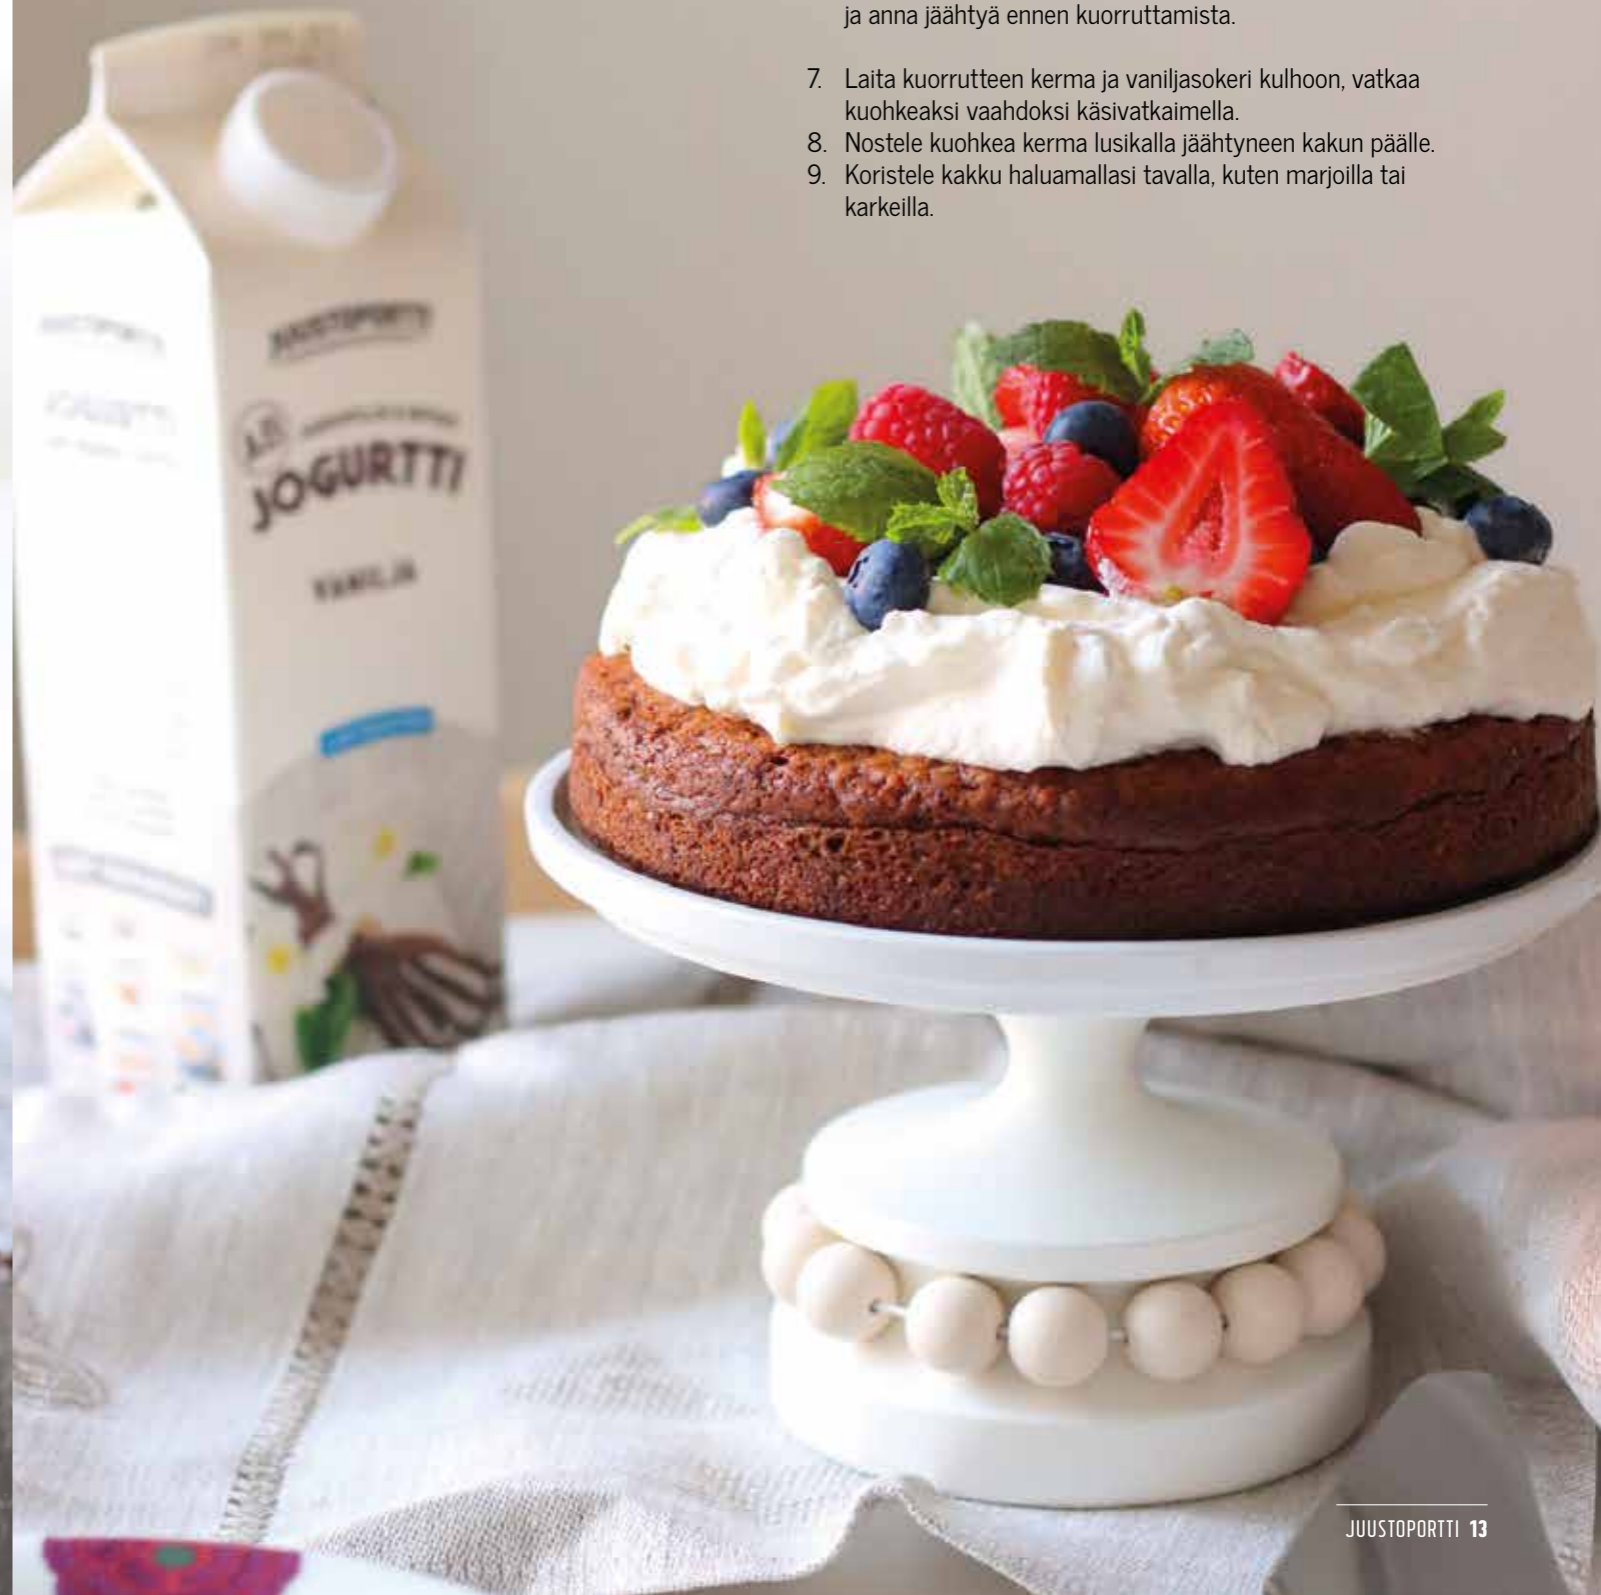 ja anna jäähtyä ennen kuorruttamista.
7. Laita kuorrutteen kerma ja vaniljasokeri kulhoon, vatkaa
kuohkeaksi vaahdoksi käsivatkaimella.
8. Nostele kuohkea kerma lusikalla jäähtyneen kakun päälle.
9. Koristele kakku haluamallasi tavalla, kuten marjoilla tai
karkeilla.
JUUSTOPORTTI
JOGURTTI
VANILJA
JUUSTOPORTTI 13